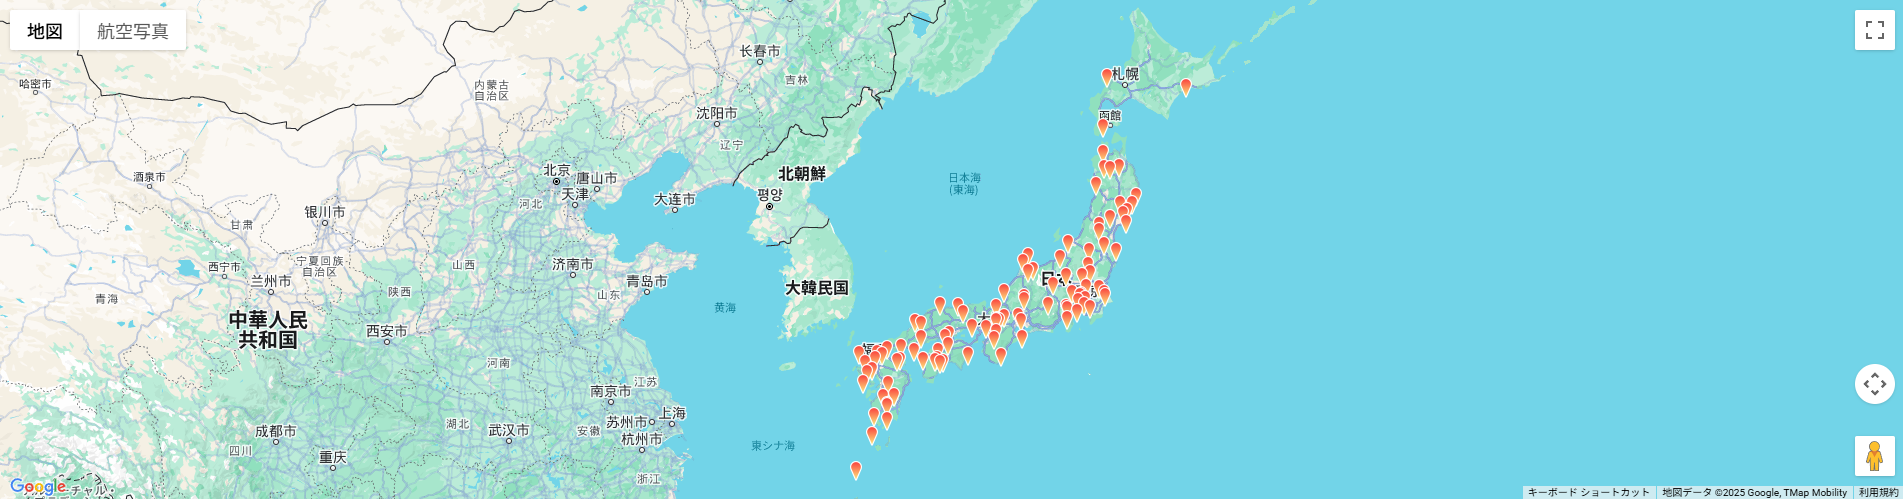 地図
航空写真
哈密市
内蒙古
自治区
长春市
吉林
沈阳市
辽宁
札幌
函館
酒泉市
北京
唐山市
天津
河北
大连市
北朝鮮
평양
日本海
(東海)
银川市
甘肃
宁夏回族
自治区
西宁市
兰州市
青海
山西
济南市
青岛市
山东
陕西
大韓民国
黄海
中華人民
共和国
西安市
河南
江苏
南京市
上海
苏州市
杭州市
安徽
湖北
武汉市
成都市
四川
重庆
浙江
東シナ海
Google
キーボード ショートカット
地図データ ©2025 Google, TMap Mobility
利用規約